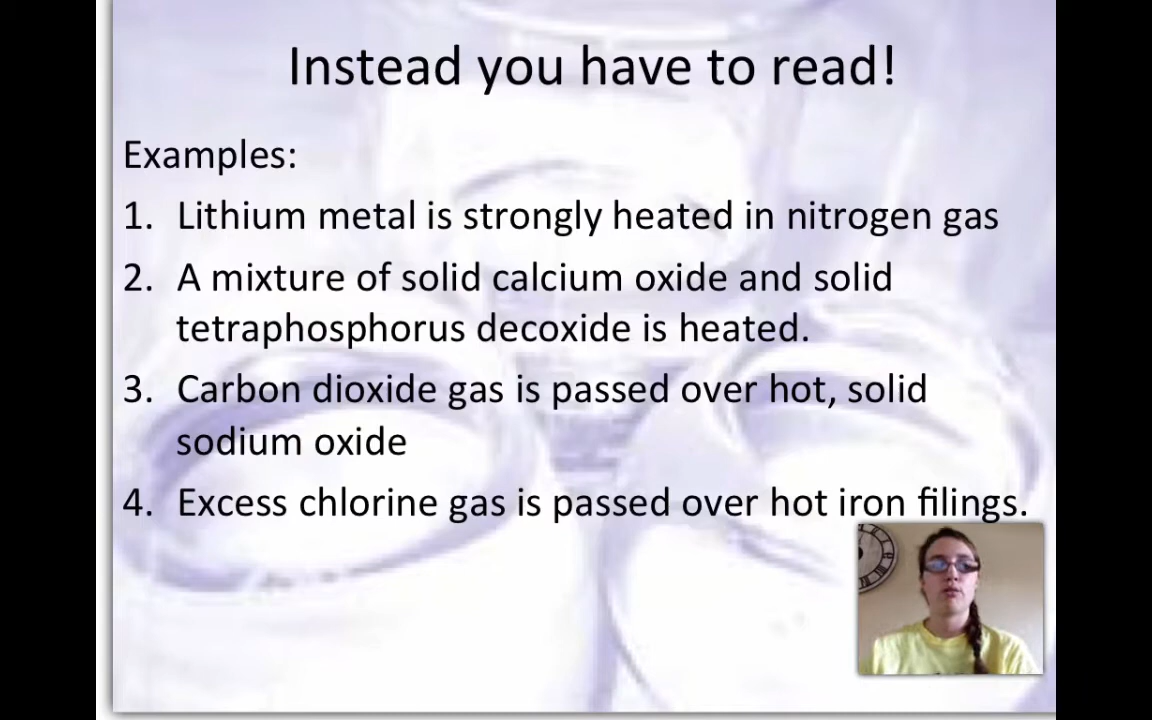 Instead you have to read!
Examples:
1. Lithium metal is strongly heated in nitrogen gas
2. A mixture of solid calcium oxide and solid
tetraphosphorus decoxide is heated.
3. Carbon dioxide gas is passed over hot, solid
sodium oxide
4. Excess chlorine gas is passed over hot iron filings.